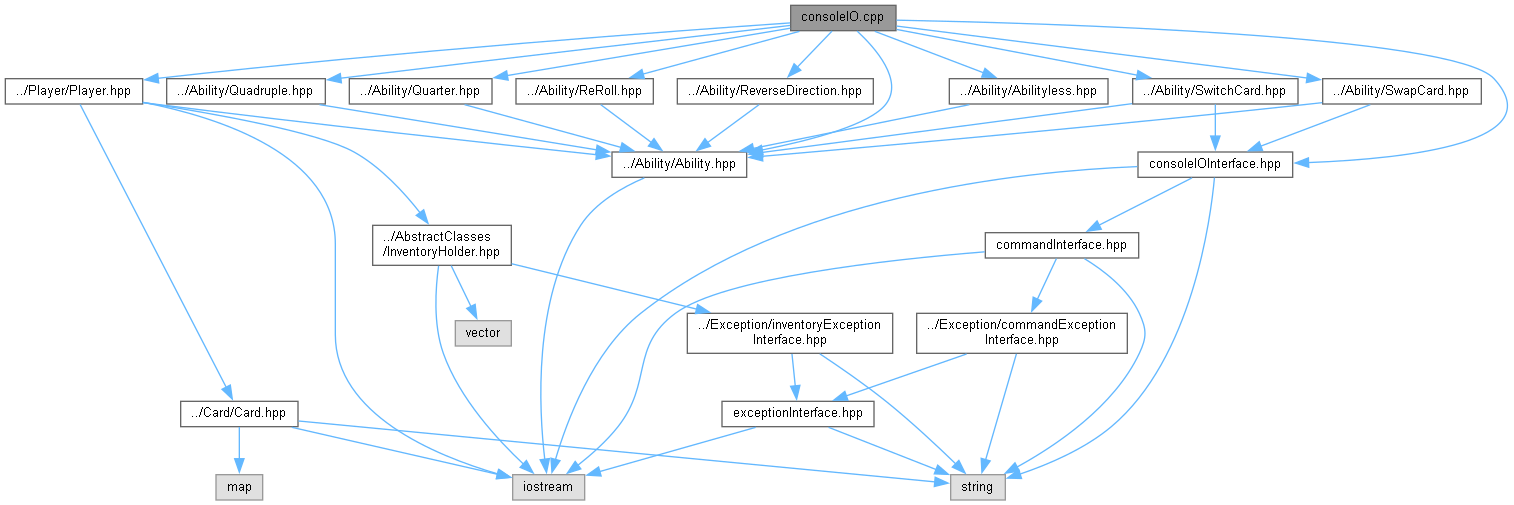 consoleIO.cpp
../Player/Player.hpp
../Ability/Quadruple.hpp
../Ability/Quarter.hpp
../Ability/ReRoll.hpp
../Ability/ReverseDirection.hpp
../Ability/Abilityless.hpp
../Ability/SwitchCard.hpp
../Ability/SwapCard.hpp
../Ability/Ability.hpp
consoleIOInterface.hpp
../AbstractClasses
/InventoryHolder.hpp
commandInterface.hpp
vector
../Exception/inventoryException
Interface.hpp
../Exception/commandException
Interface.hpp
../Card/Card.hpp
exceptionInterface.hpp
map
iostream
string